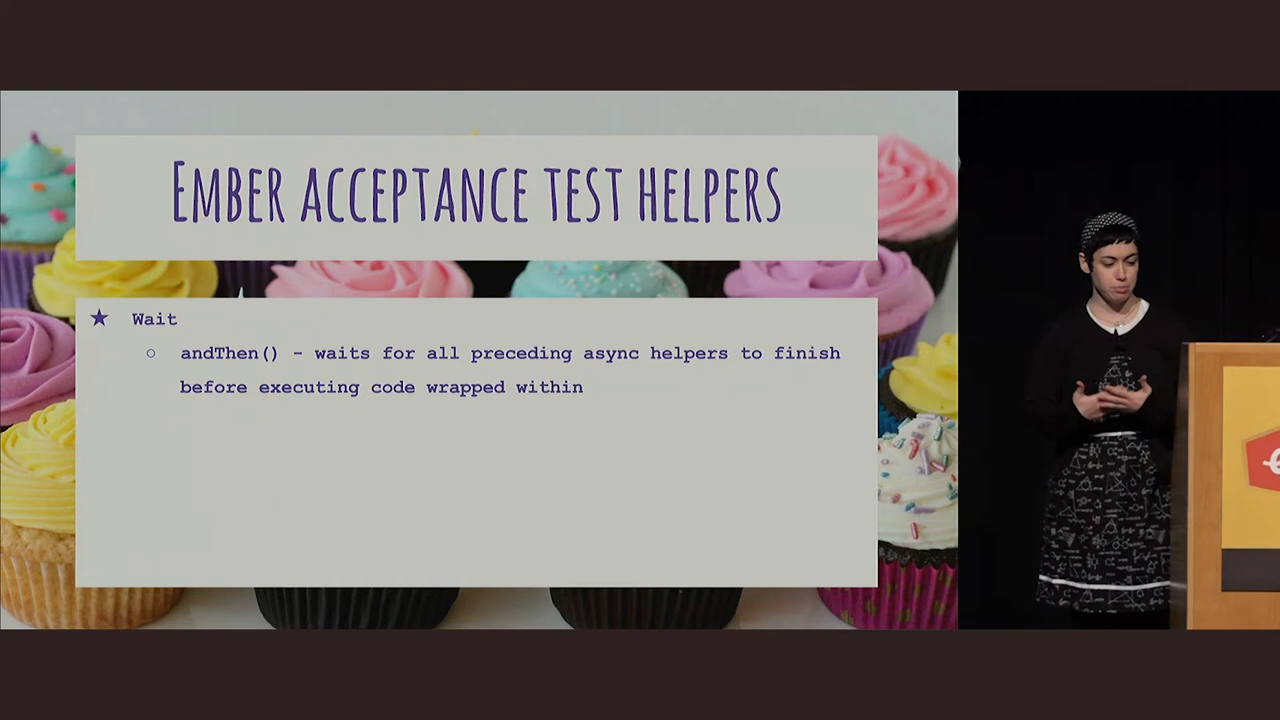 Ember acceptance test helpers
★ Wait
○ andThen() - waits for all preceding async helpers to finish
before executing code wrapped within